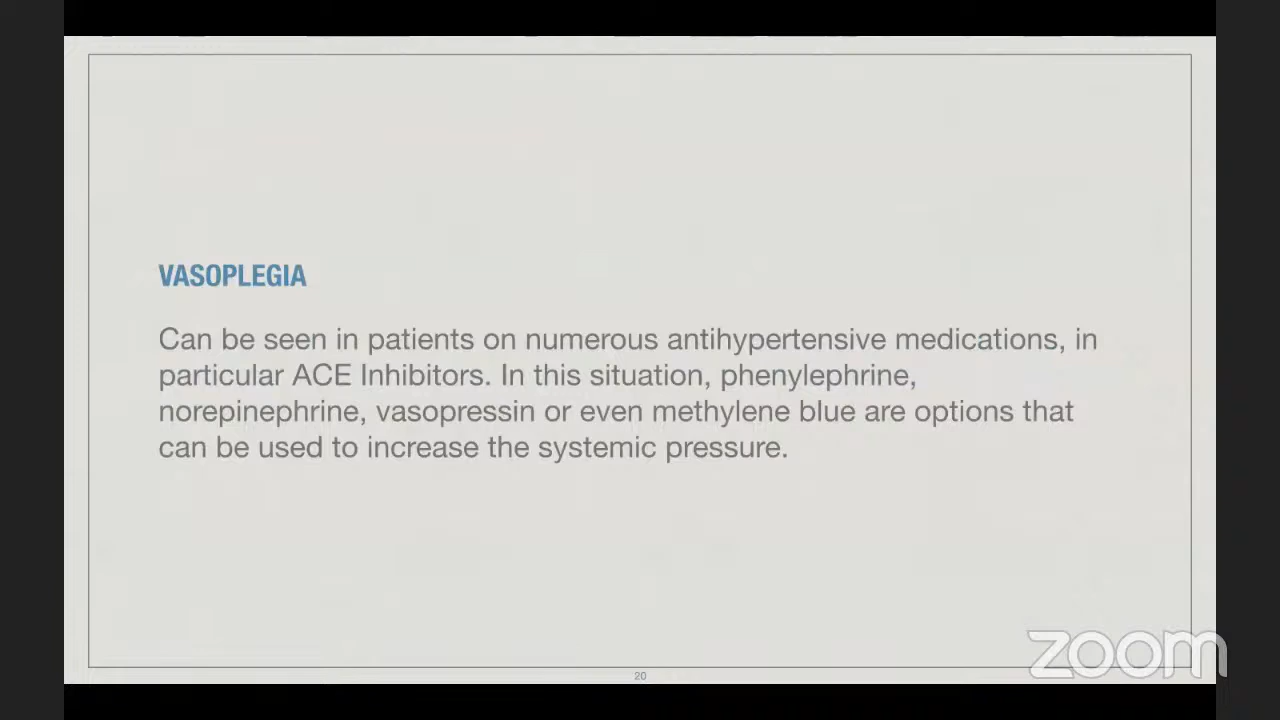 VASOPLEGIA
Can be seen in patients on numerous antihypertensive medications, in
particular ACE Inhibitors. In this situation, phenylephrine,
norepinephrine, vasopressin or even methylene blue are options that
can be used to increase the systemic pressure.
zoom
20